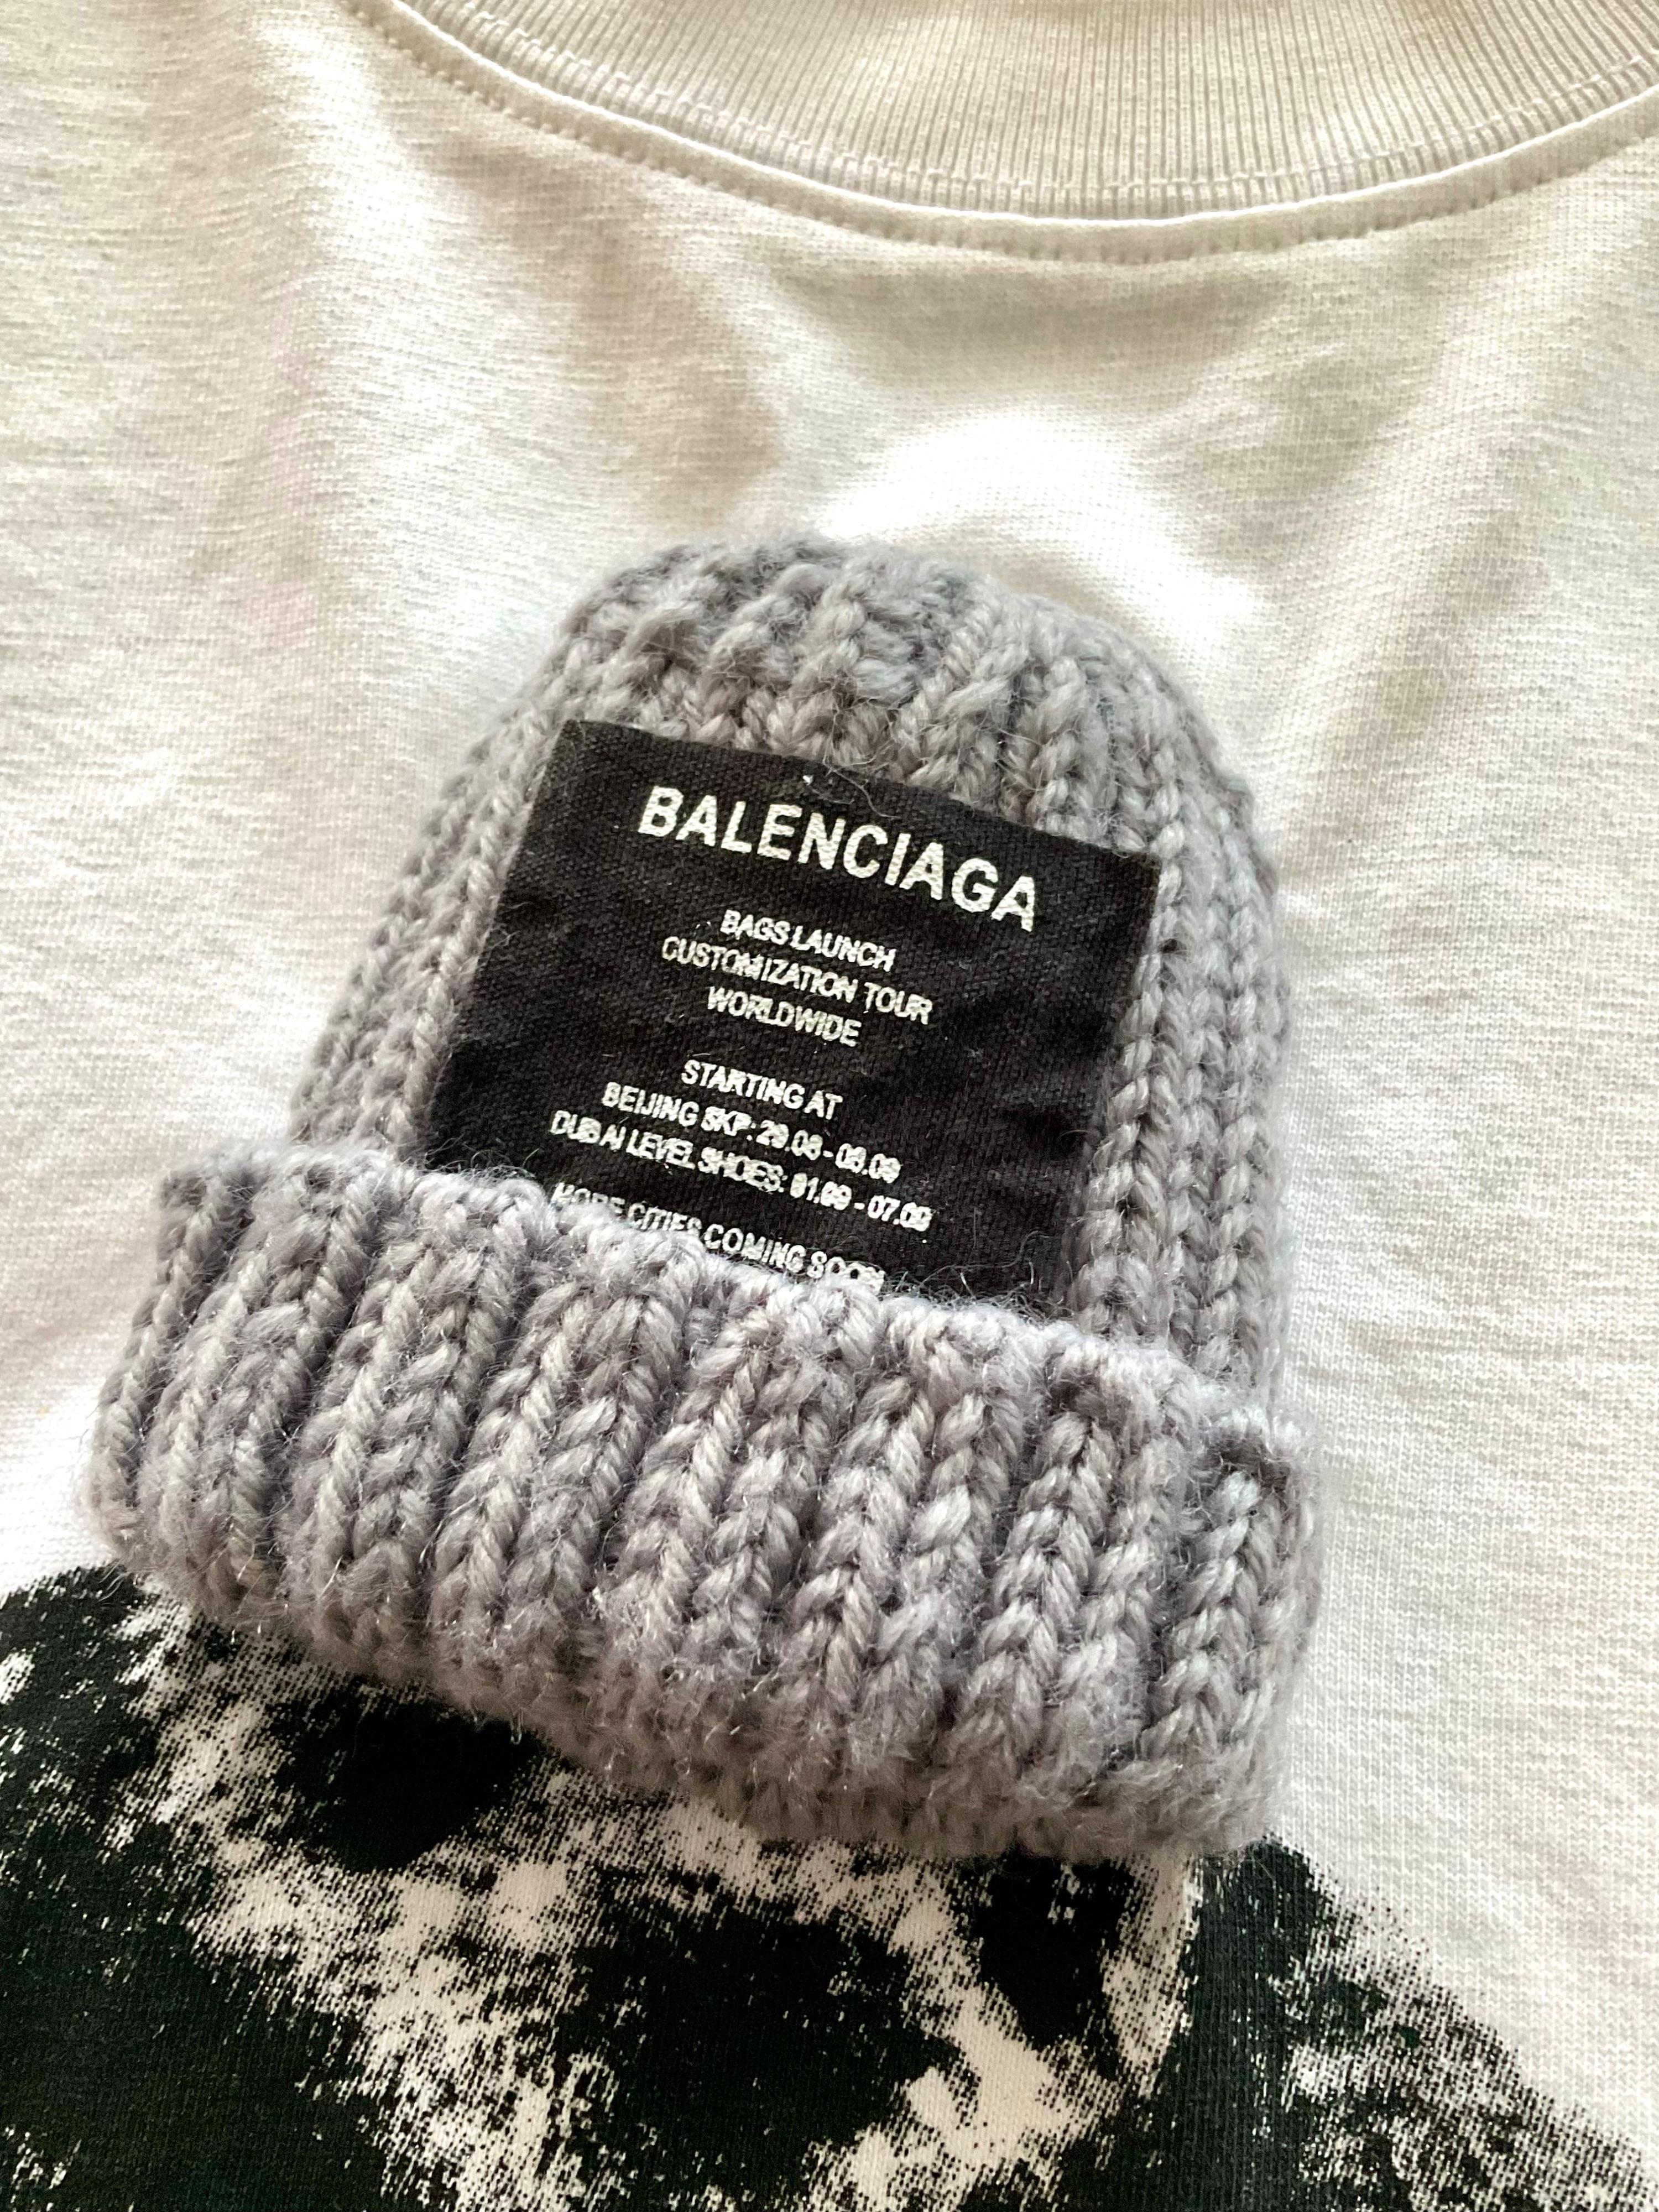 BALENCIAGA
BAGS LAUNCH
CUSTOMIZATION TOUR
WORLDWIDE
STARTING AT
BEIJING SKP: 29.08 - 08.09
DUBAI LEVEL SHOES: 01.09 - 07.09
MORE CITIES COMING SOON